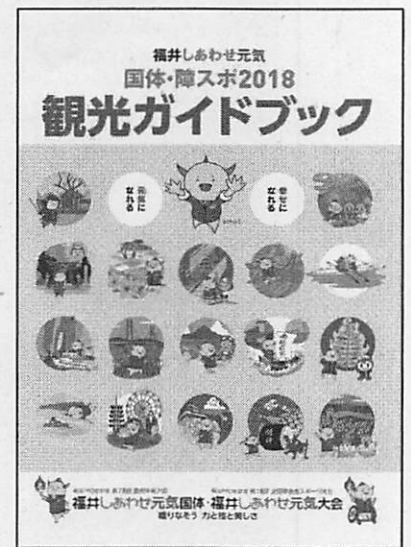 福井しあわせ元気
国体・障スポ2018
観光ガイドブック
元気に
なれる
幸せに
なれる
福井しあわせ元気国体・福井しあわせ元気大会
織りなそう 力と技と美しさ